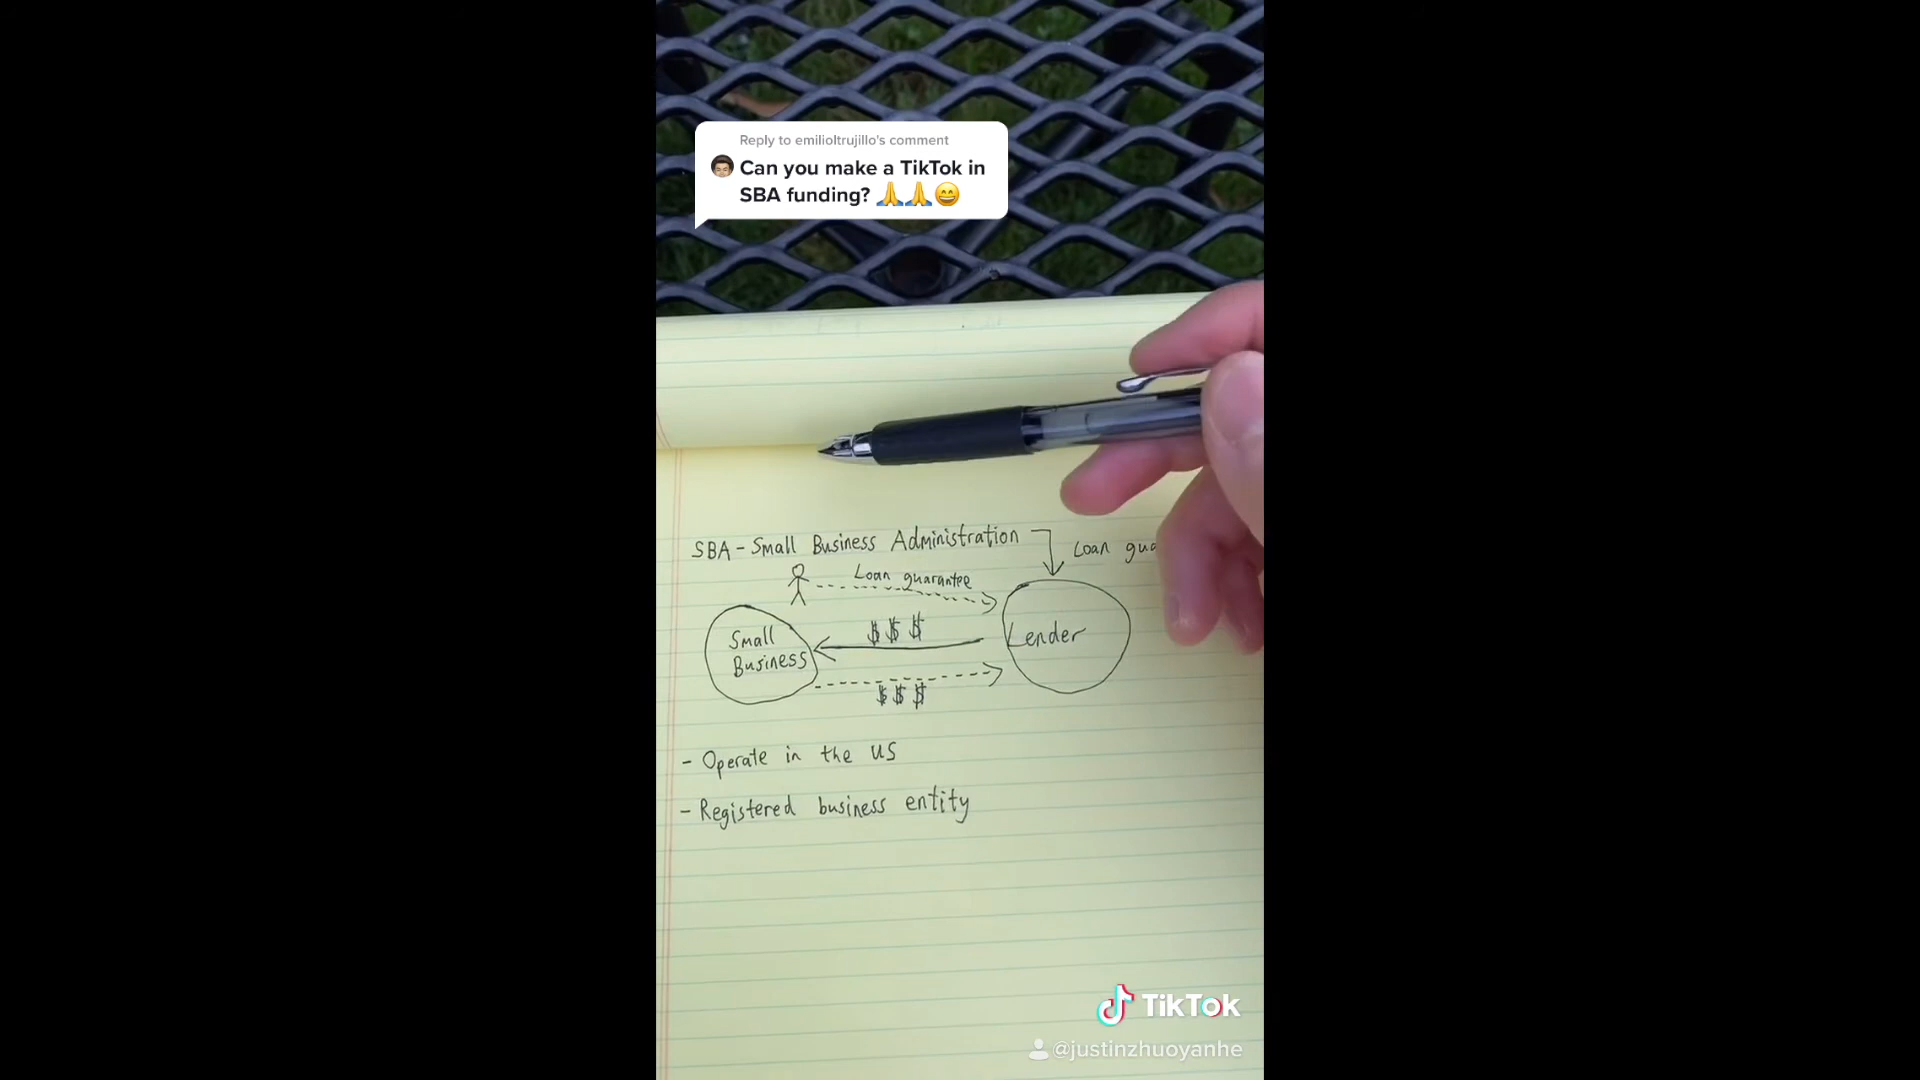 Reply to emilioltrujillo's comment
Can you make a TikTok in
SBA funding? 🙏🙏😄
SBA - Small Business Administration
Loan
Loan guarantee
$ $ $
Small
Business
Lender
$ $ $
- Operate in the US
- Registered business entity
TikTok
@justinzhuoyanhe